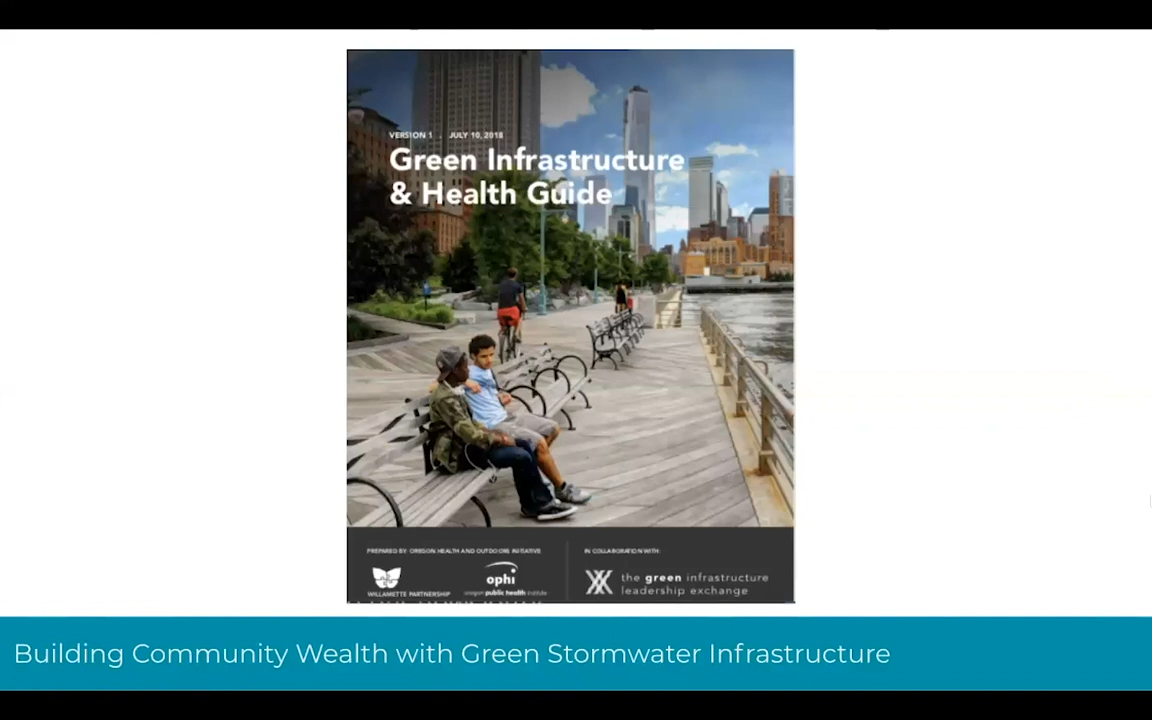 VERSION 1 . JULY 10, 2018
Green Infrastructure
& Health Guide
PREPARED BY: OREGON HEALTH AND OUTDOORS INITIATIVE
IN COLLABORATION WITH:
WILLAMETTE PARTNERSHIP
ophi
oregon public health institute
the green infrastructure
leadership exchange
Building Community Wealth with Green Stormwater Infrastructure